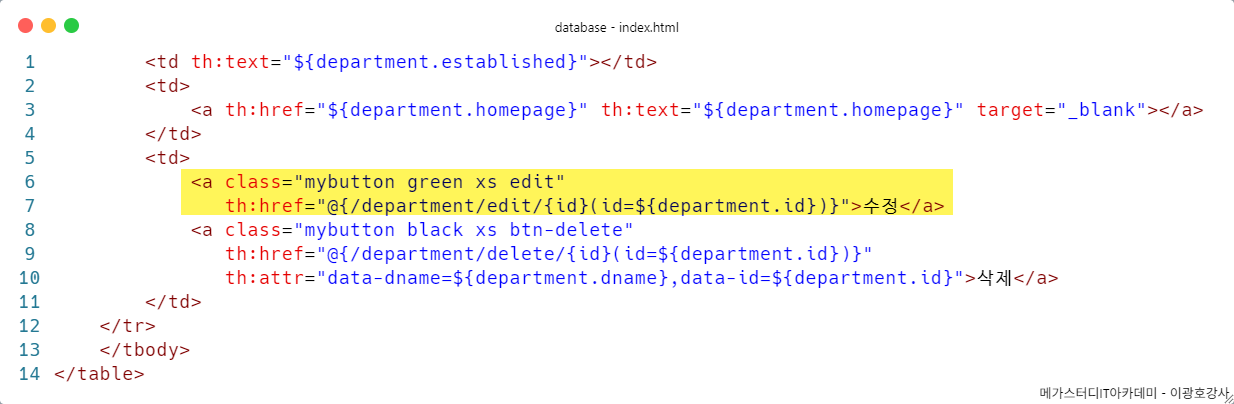 database - index.html
1 <td th:text="${department.established}"></td>
2 <td>
3 <a th:href="${department.homepage}" th:text="${department.homepage}" target="_blank"></a>
4 </td>
5 <td>
6 <a class="mybutton green xs edit"
7 th:href="@{/department/edit/{id}(id=${department.id})}">수정</a>
8 <a class="mybutton black xs btn-delete"
9 th:href="@{/department/delete/{id}(id=${department.id})}"
10 th:attr="data-dname=${department.dname},data-id=${department.id}">삭제</a>
11 </td>
12 </tr>
13 </tbody>
14 </table>
메가스터디IT아카데미 - 이광호강사